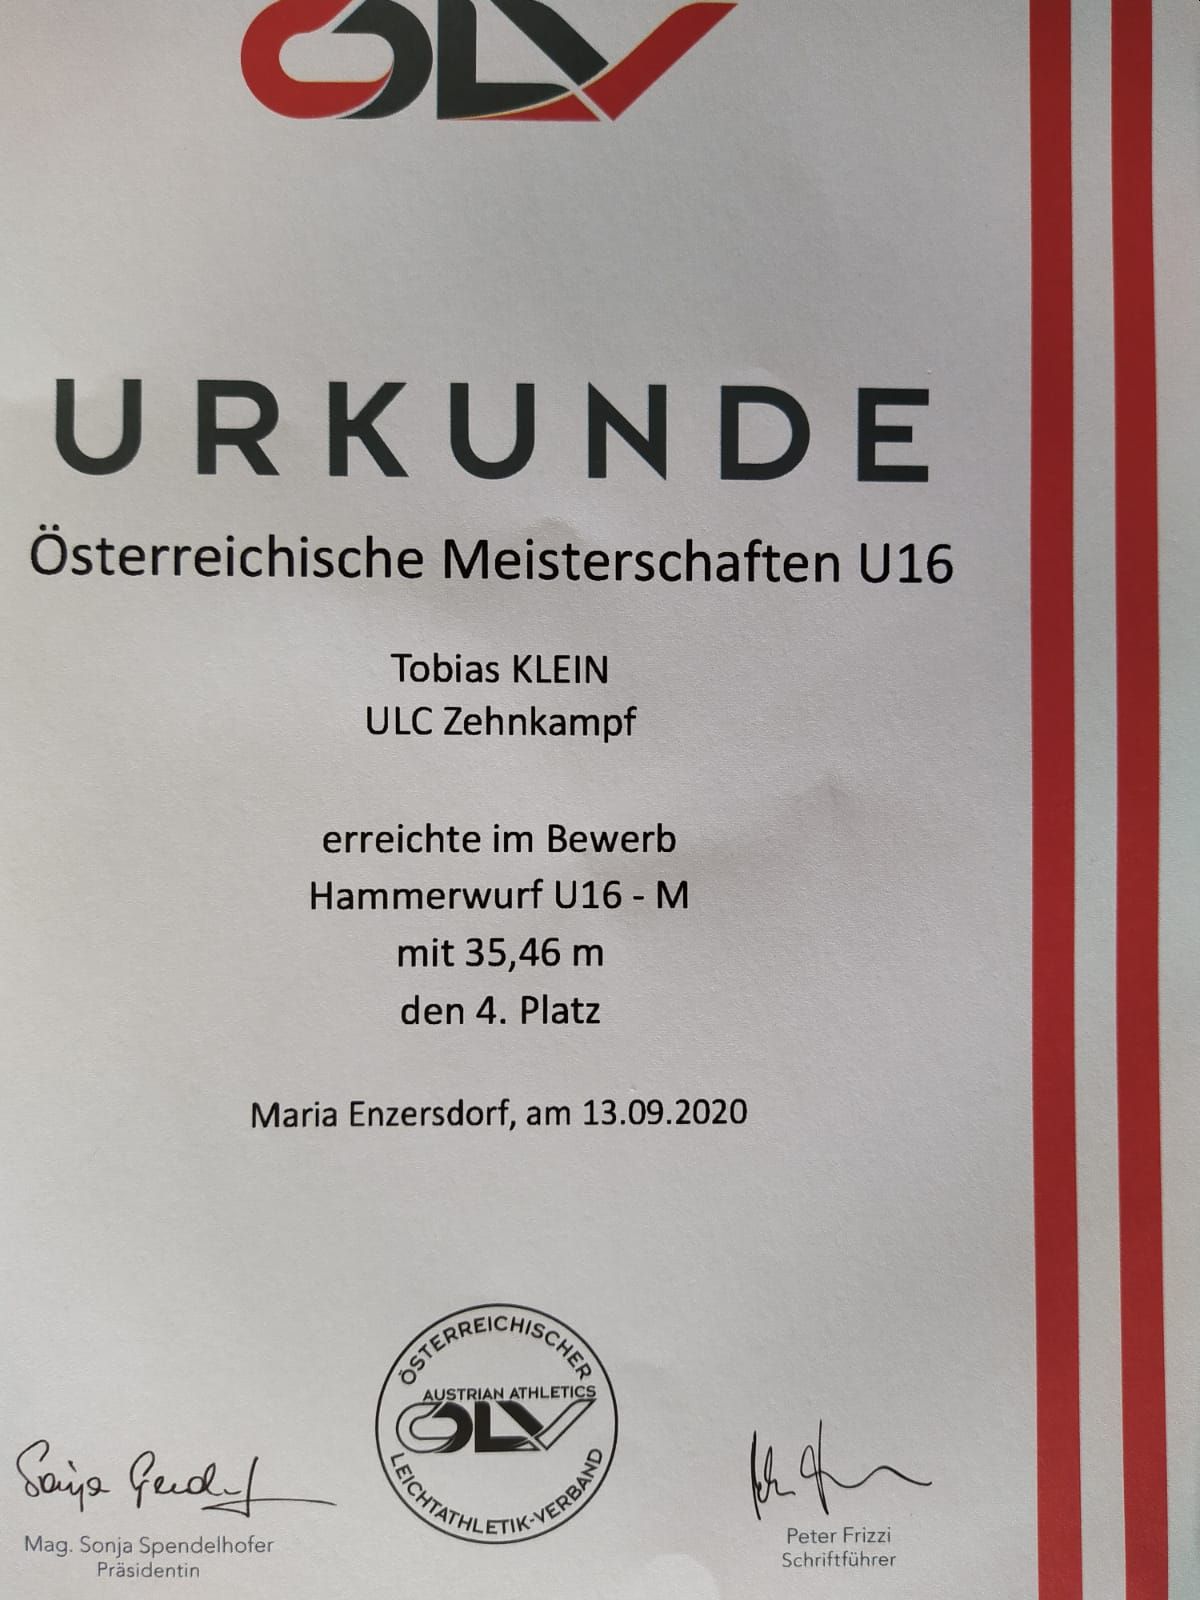 ÖLV
URKUNDE
Österreichische Meisterschaften U16
Tobias KLEIN
ULC Zehnkampf
erreichte im Bewerb
Hammerwurf U16 - M
mit 35,46 m
den 4. Platz
Maria Enzersdorf, am 13.09.2020
ÖSTERREICHISCHER
AUSTRIAN ATHLETICS
ÖLV
LEICHTATHLETIK-VERBAND
Mag. Sonja Spendelhofer
Präsidentin
Peter Frizzi
Schriftführer